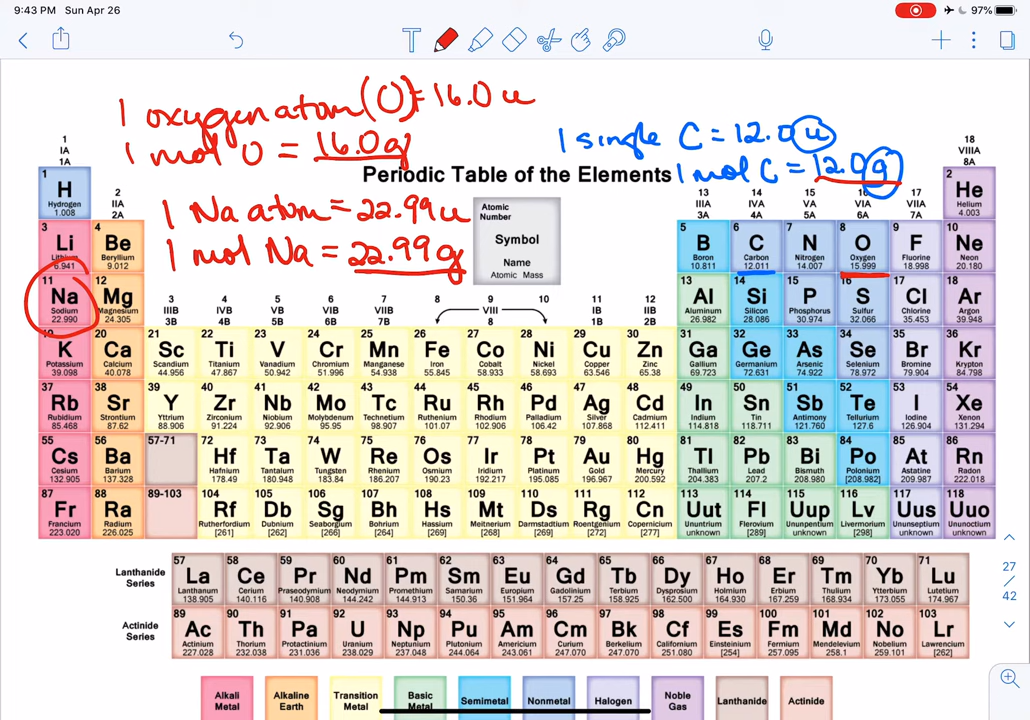 9:43 PM Sun Apr 26
97%
1 oxygen atom (O) = 16.0 u
1 mol O = 16.0 g
1 single C = 12.0 u
1 mol C = 12.0 g
Periodic Table of the Elements
1 Na atom = 22.99 u
1 mol Na = 22.99 g
Atomic
Number
Symbol
Name
Atomic Mass
1 18
IA VIIIA
1A 8A
2 13 14 15 16 17
IIA IIIA IVA VA VIA VIIA
2A 3A 4A 5A 6A 7A
3 4 5 6 7 8 9 10 11 12
IIIB IVB VB VIB VIIB VIII IB IIB
3B 4B 5B 6B 7B 8 1B 2B
1 2
H He
Hydrogen Helium
1.008 4.003
3 4 5 6 7 8 9 10
Li Be B C N O F Ne
Lithium Beryllium Boron Carbon Nitrogen Oxygen Fluorine Neon
6.941 9.012 10.811 12.011 14.007 15.999 18.998 20.180
11 12 13 14 15 16 17 18
Na Mg Al Si P S Cl Ar
Sodium Magnesium Aluminum Silicon Phosphorus Sulfur Chlorine Argon
22.990 24.305 26.982 28.086 30.974 32.066 35.453 39.948
19 20 21 22 23 24 25 26 27 28 29 30 31 32 33 34 35 36
K Ca Sc Ti V Cr Mn Fe Co Ni Cu Zn Ga Ge As Se Br Kr
Potassium Calcium Scandium Titanium Vanadium Chromium Manganese Iron Cobalt Nickel Copper Zinc Gallium Germanium Arsenic Selenium Bromine Krypton
39.098 40.078 44.956 47.867 50.942 51.996 54.938 55.845 58.933 58.693 63.546 65.38 69.723 72.631 74.922 78.972 79.904 84.798
37 38 39 40 41 42 43 44 45 46 47 48 49 50 51 52 53 54
Rb Sr Y Zr Nb Mo Tc Ru Rh Pd Ag Cd In Sn Sb Te I Xe
Rubidium Strontium Yttrium Zirconium Niobium Molybdenum Technetium Ruthenium Rhodium Palladium Silver Cadmium Indium Tin Antimony Tellurium Iodine Xenon
85.468 87.62 88.906 91.224 92.906 95.95 98.907 101.07 102.906 106.42 107.868 112.411 114.818 118.711 121.760 127.6 126.904 131.294
55 56 57-71 72 73 74 75 76 77 78 79 80 81 82 83 84 85 86
Cs Ba Hf Ta W Re Os Ir Pt Au Hg Tl Pb Bi Po At Rn
Cesium Barium Hafnium Tantalum Tungsten Rhenium Osmium Iridium Platinum Gold Mercury Thallium Lead Bismuth Polonium Astatine Radon
132.905 137.328 178.49 180.948 183.84 186.207 190.23 192.217 195.085 196.967 200.592 204.383 207.2 208.980 [208.982] 209.987 222.018
87 88 89-103 104 105 106 107 108 109 110 111 112 113 114 115 116 117 118
Fr Ra Rf Db Sg Bh Hs Mt Ds Rg Cn Uut Fl Uup Lv Uus Uuo
Francium Radium Rutherfordium Dubnium Seaborgium Bohrium Hassium Meitnerium Darmstadtium Roentgenium Copernicium Ununtrium Flerovium Ununpentium Livermorium Ununseptium Ununoctium
223.020 226.025 [261] [262] [266] [264] [269] [268] [269] [272] [277] unknown [289] unknown [298] unknown unknown
27
/
42
Lanthanide
Series
57 58 59 60 61 62 63 64 65 66 67 68 69 70 71
La Ce Pr Nd Pm Sm Eu Gd Tb Dy Ho Er Tm Yb Lu
Lanthanum Cerium Praseodymium Neodymium Promethium Samarium Europium Gadolinium Terbium Dysprosium Holmium Erbium Thulium Ytterbium Lutetium
138.905 140.116 140.908 144.242 144.913 150.36 151.964 157.25 158.925 162.500 164.930 167.259 168.934 173.055 174.967
Actinide
Series
89 90 91 92 93 94 95 96 97 98 99 100 101 102 103
Ac Th Pa U Np Pu Am Cm Bk Cf Es Fm Md No Lr
Actinium Thorium Protactinium Uranium Neptunium Plutonium Americium Curium Berkelium Californium Einsteinium Fermium Mendelevium Nobelium Lawrencium
227.028 232.038 231.036 238.029 237.048 244.064 243.061 247.070 247.070 251.080 [254] 257.095 258.1 259.101 [262]
Alkali
Metal
Alkaline
Earth
Transition
Metal
Basic
Metal
Semimetal
Nonmetal
Halogen
Noble
Gas
Lanthanide
Actinide